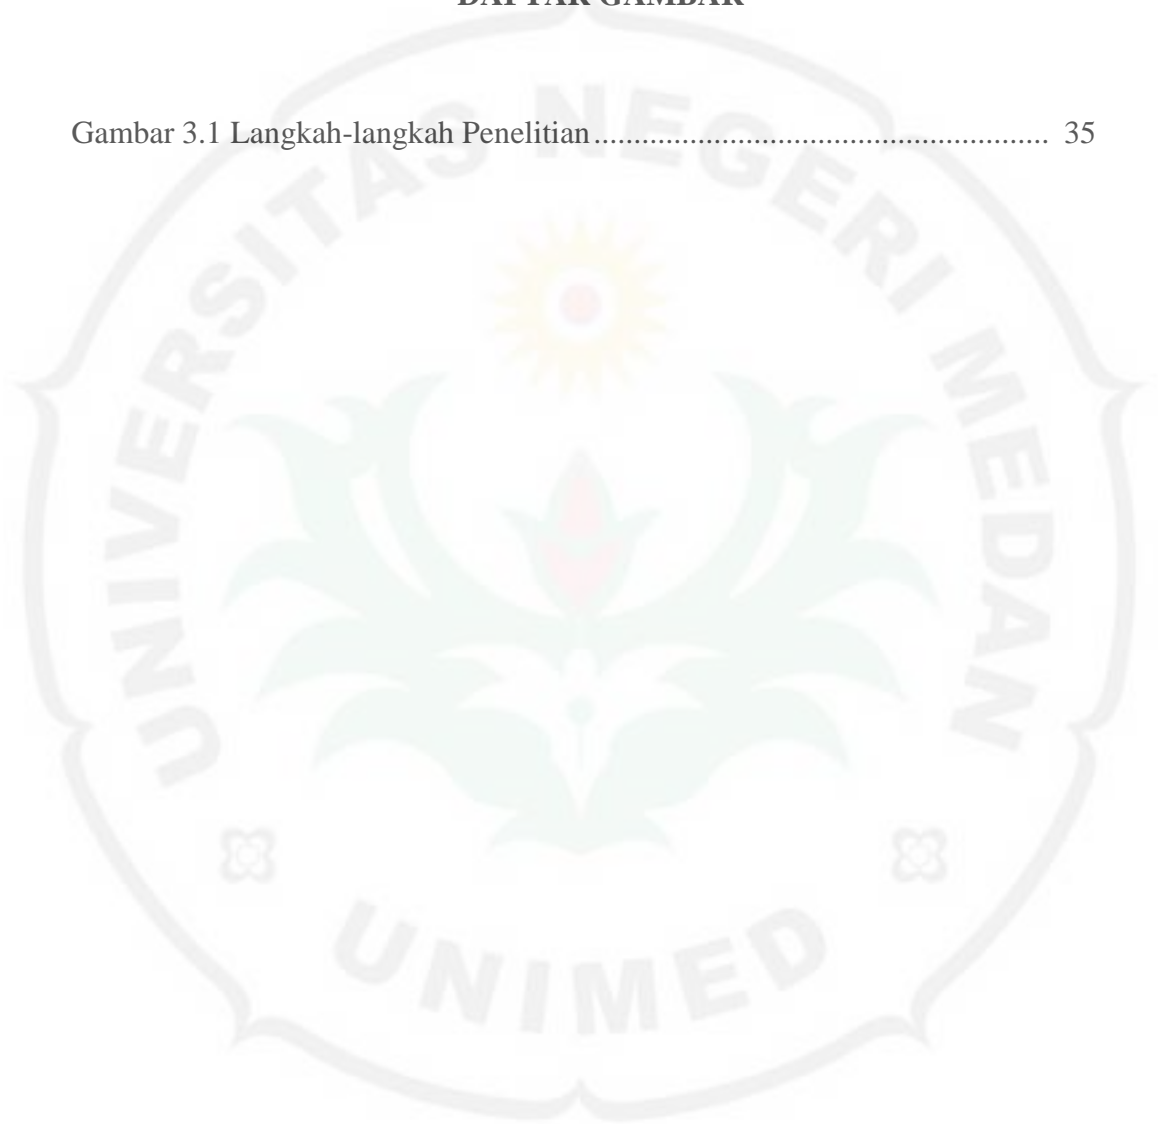 DAFTAR GAMBAR
Gambar 3.1 Langkah-langkah Penelitian ......................................................... 35
UNIVERSITAS NEGERI MEDAN
UNIMED